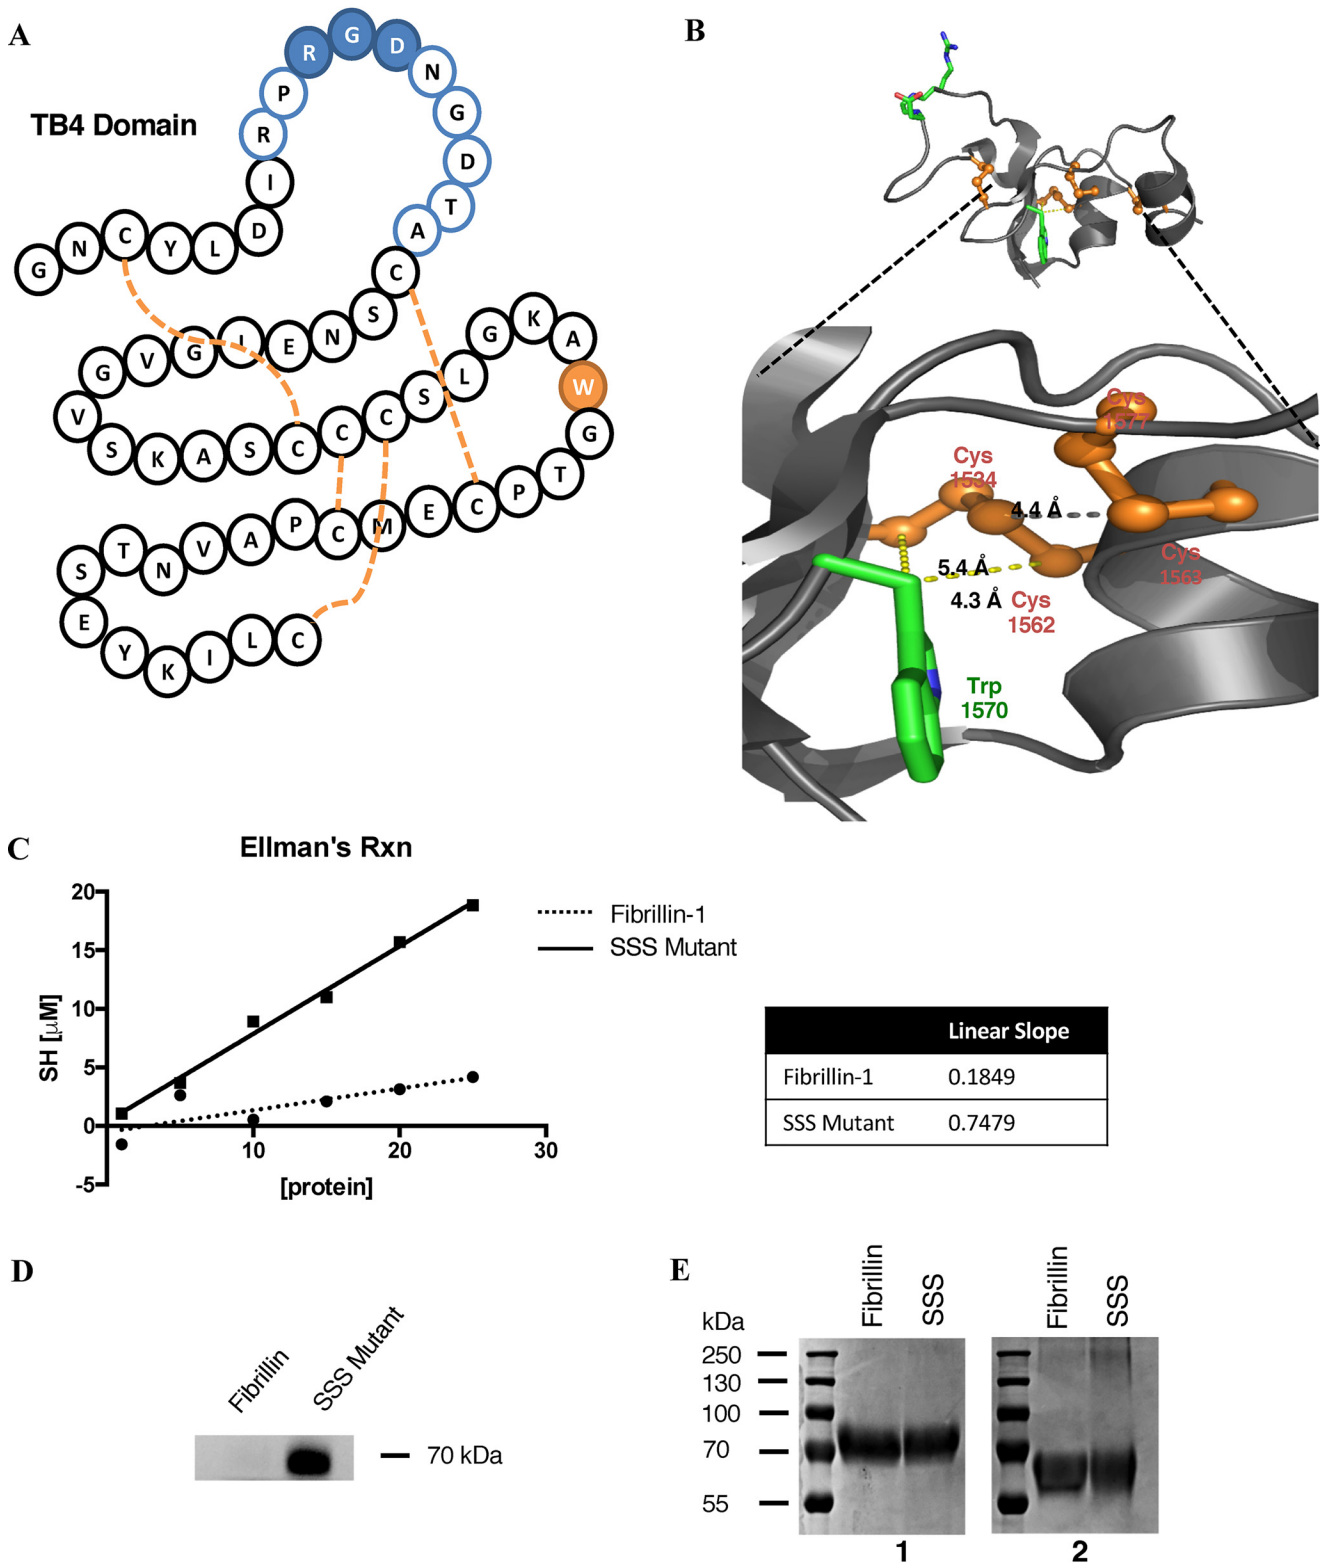 A
TB4 Domain
G N C Y L D I R P R G D N G D T A C
S N E I G V G V S K A S C C C S L G K A W
G T P C E M C P A V N T S E Y K I L C
B
Cys
1577
Cys
1534
4.4 Å
Cys
1563
5.4 Å
4.3 Å
Cys
1562
Trp
1570
C
Ellman's Rxn
20
15
10
5
0
-5
SH [µM]
10
20
30
[protein]
Fibrillin-1
SSS Mutant
Linear Slope
Fibrillin-1 0.1849
SSS Mutant 0.7479
D
Fibrillin
SSS Mutant
70 kDa
E
kDa
Fibrillin
SSS
Fibrillin
SSS
250
130
100
70
55
1
2